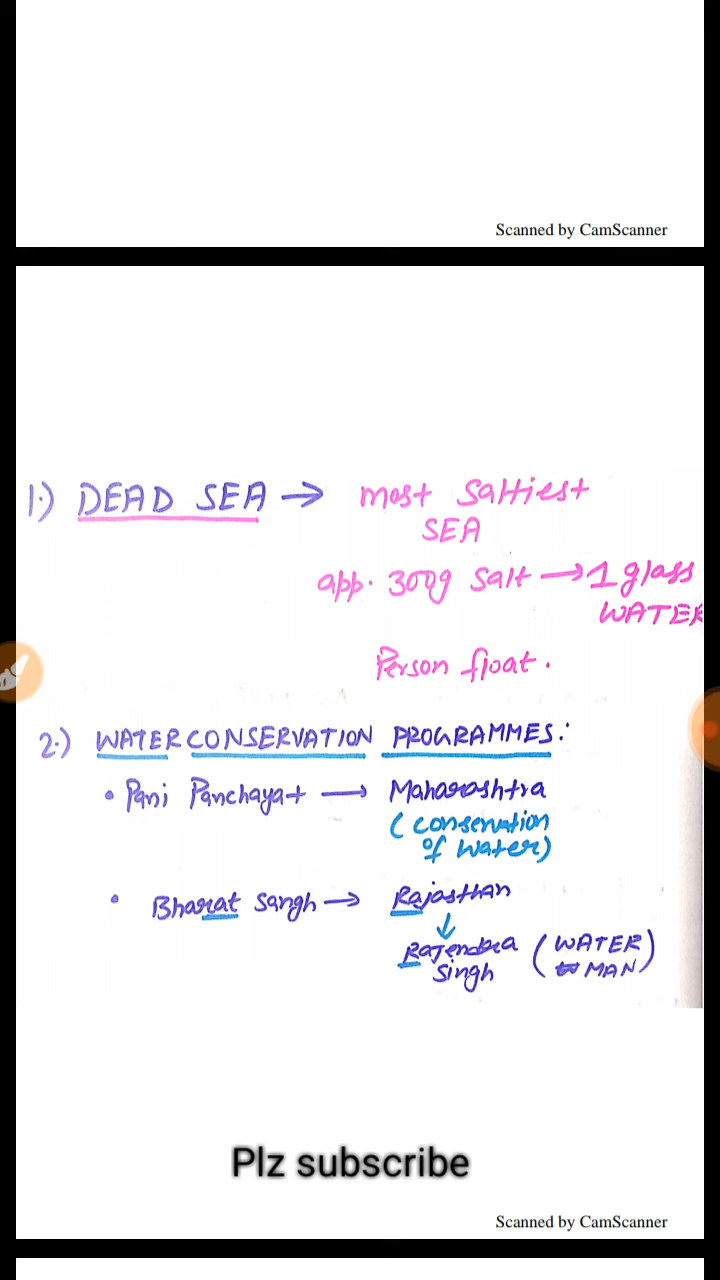 Scanned by CamScanner
1.) DEAD SEA → most saltiest
SEA
app. 300g salt → 1 glass
WATER
Person float.
2.) WATER CONSERVATION PROGRAMMES:
• Pani Panchayat → Maharashtra
(conservation
of water)
• Bharat Sangh → Rajasthan
↓
Rajendra (WATER
Singh MAN)
Plz subscribe
Scanned by CamScanner